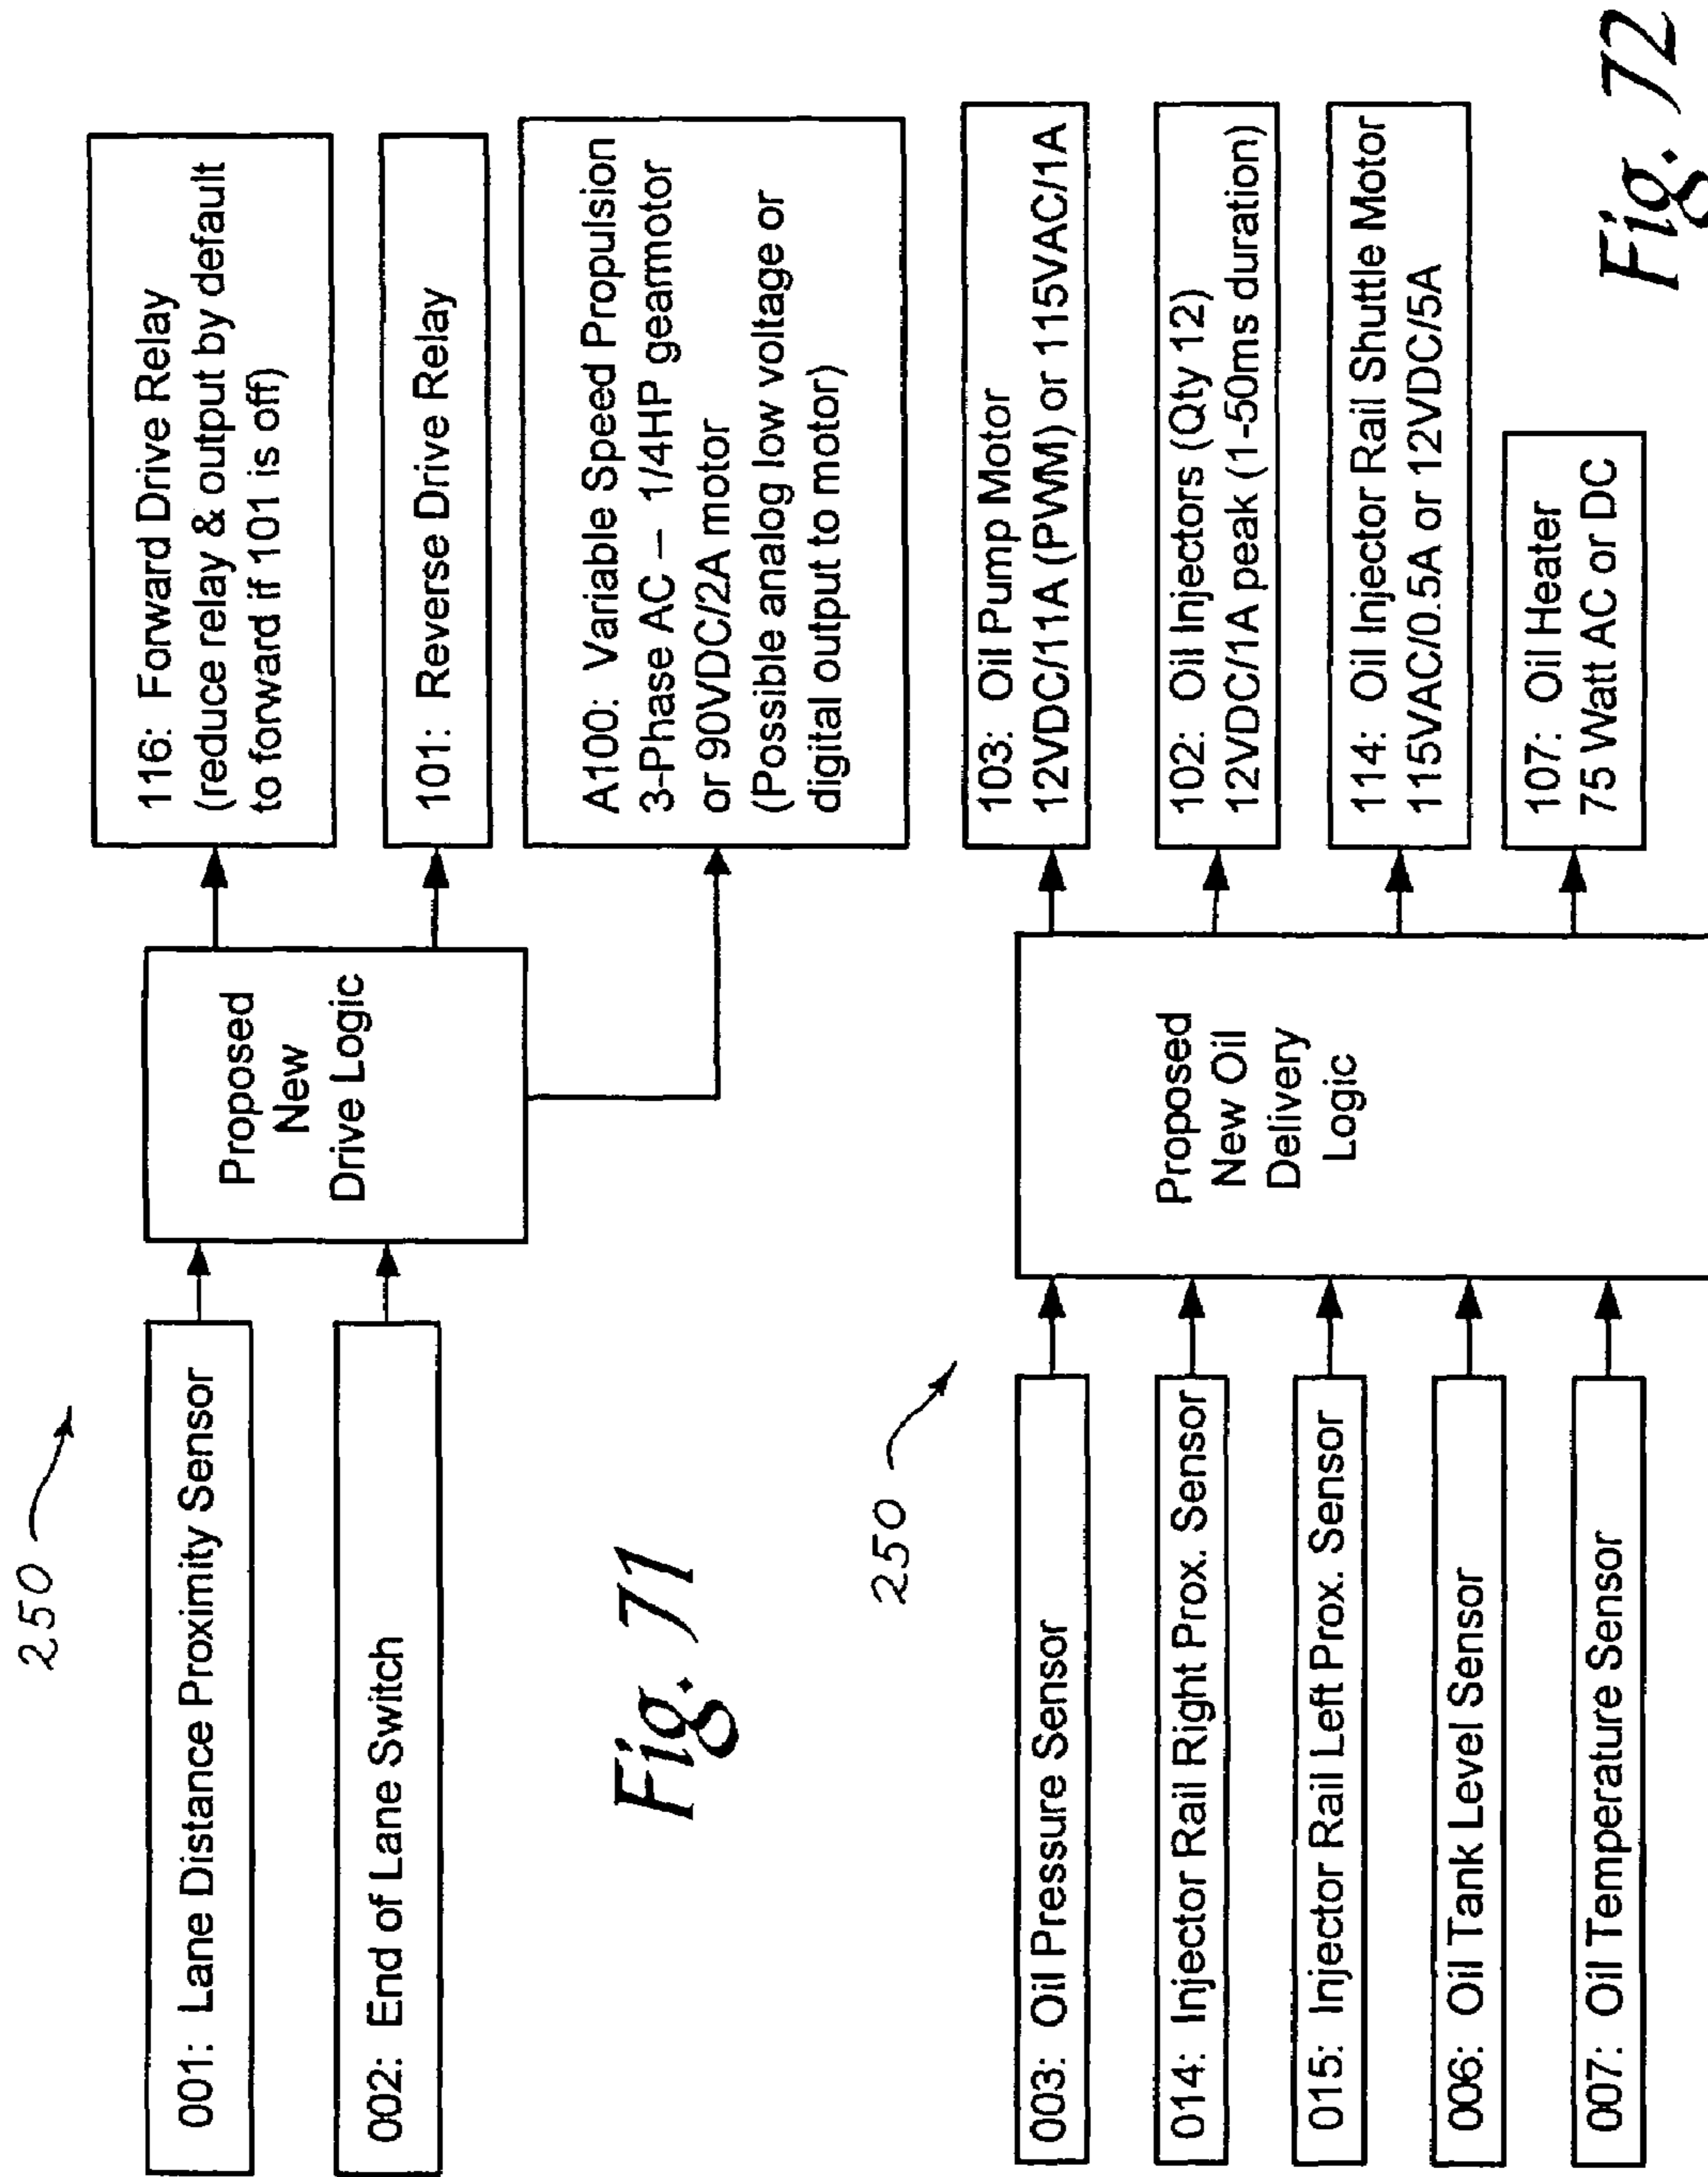 250
001: Lane Distance Proximity Sensor
002: End of Lane Switch
Proposed
New
Drive Logic
116: Forward Drive Relay
(reduce relay & output by default
to forward if 101 is off)
101: Reverse Drive Relay
A100: Variable Speed Propulsion
3-Phase AC – 1/4HP gearmotor
or 90VDC/2A motor
(Possible analog low voltage or
digital output to motor)
Fig. 71
250
003: Oil Pressure Sensor
014: Injector Rail Right Prox. Sensor
015: Injector Rail Left Prox. Sensor
006: Oil Tank Level Sensor
007: Oil Temperature Sensor
Proposed
New Oil
Delivery
Logic
103: Oil Pump Motor
12VDC/11A (PWM) or 115VAC/1A
102: Oil Injectors (Qty 12)
12VDC/1A peak (1-50ms duration)
114: Oil Injector Rail Shuttle Motor
115VAC/0.5A or 12VDC/5A
107: Oil Heater
75 Watt AC or DC
Fig. 72